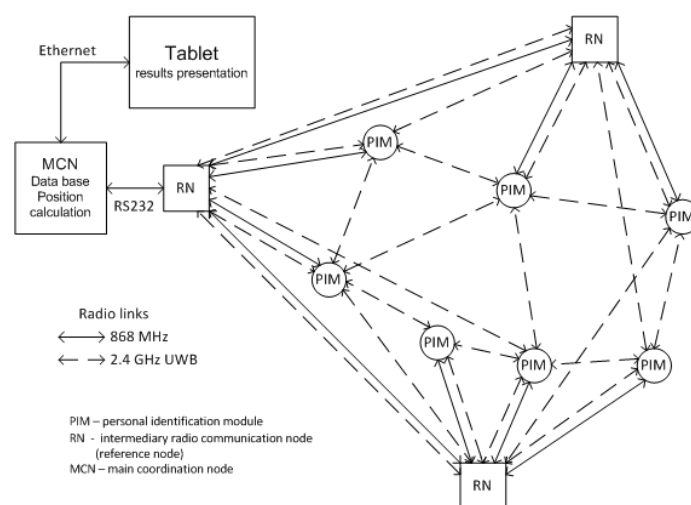 Ethernet
Tablet
results presentation
MCN
Data base
Position
calculation
RS232
RN
RN
PIM
PIM
PIM
PIM
PIM
PIM
PIM
RN
Radio links
868 MHz
2.4 GHz UWB
PIM – personal identification module
RN - intermediary radio communication node
(reference node)
MCN – main coordination node